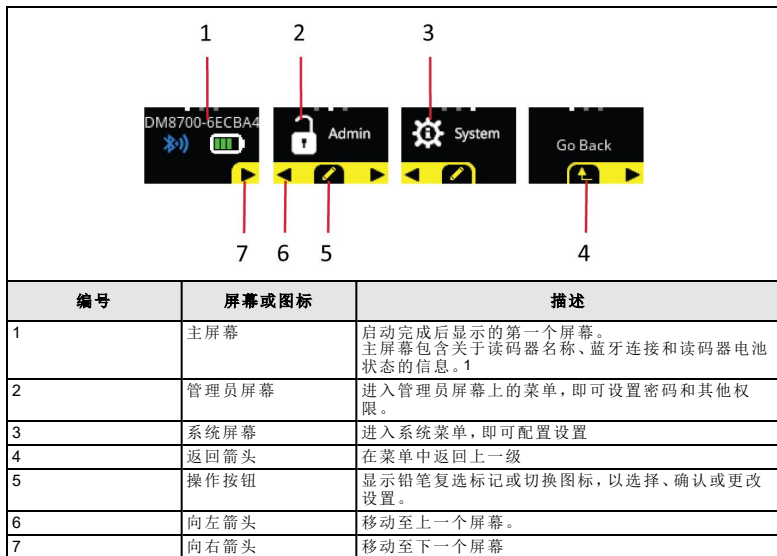 1 2 3
DM8700-6ECBA4
Admin
System
Go Back
7 6 5 4
编号 屏幕或图标 描述
1 主屏幕 启动完成后显示的第一个屏幕。
主屏幕包含关于读码器名称、蓝牙连接和读码器电池
状态的信息。1
2 管理员屏幕 进入管理员屏幕上的菜单，即可设置密码和其他权
限。
3 系统屏幕 进入系统菜单，即可配置设置
4 返回箭头 在菜单中返回上一级
5 操作按钮 显示铅笔复选标记或切换图标，以选择、确认或更改
设置。
6 向左箭头 移动至上一个屏幕。
7 向右箭头 移动至下一个屏幕